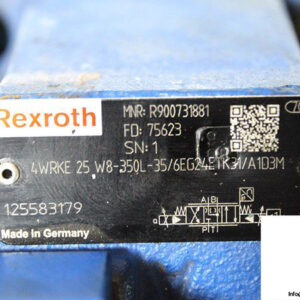 Rexroth
MNR: R900731881
FD: 75623
SN: 1
4WRKE 25 W8-350L-35/6EG24ETK31/A1D3M
125583179
A B
P T
Made in Germany